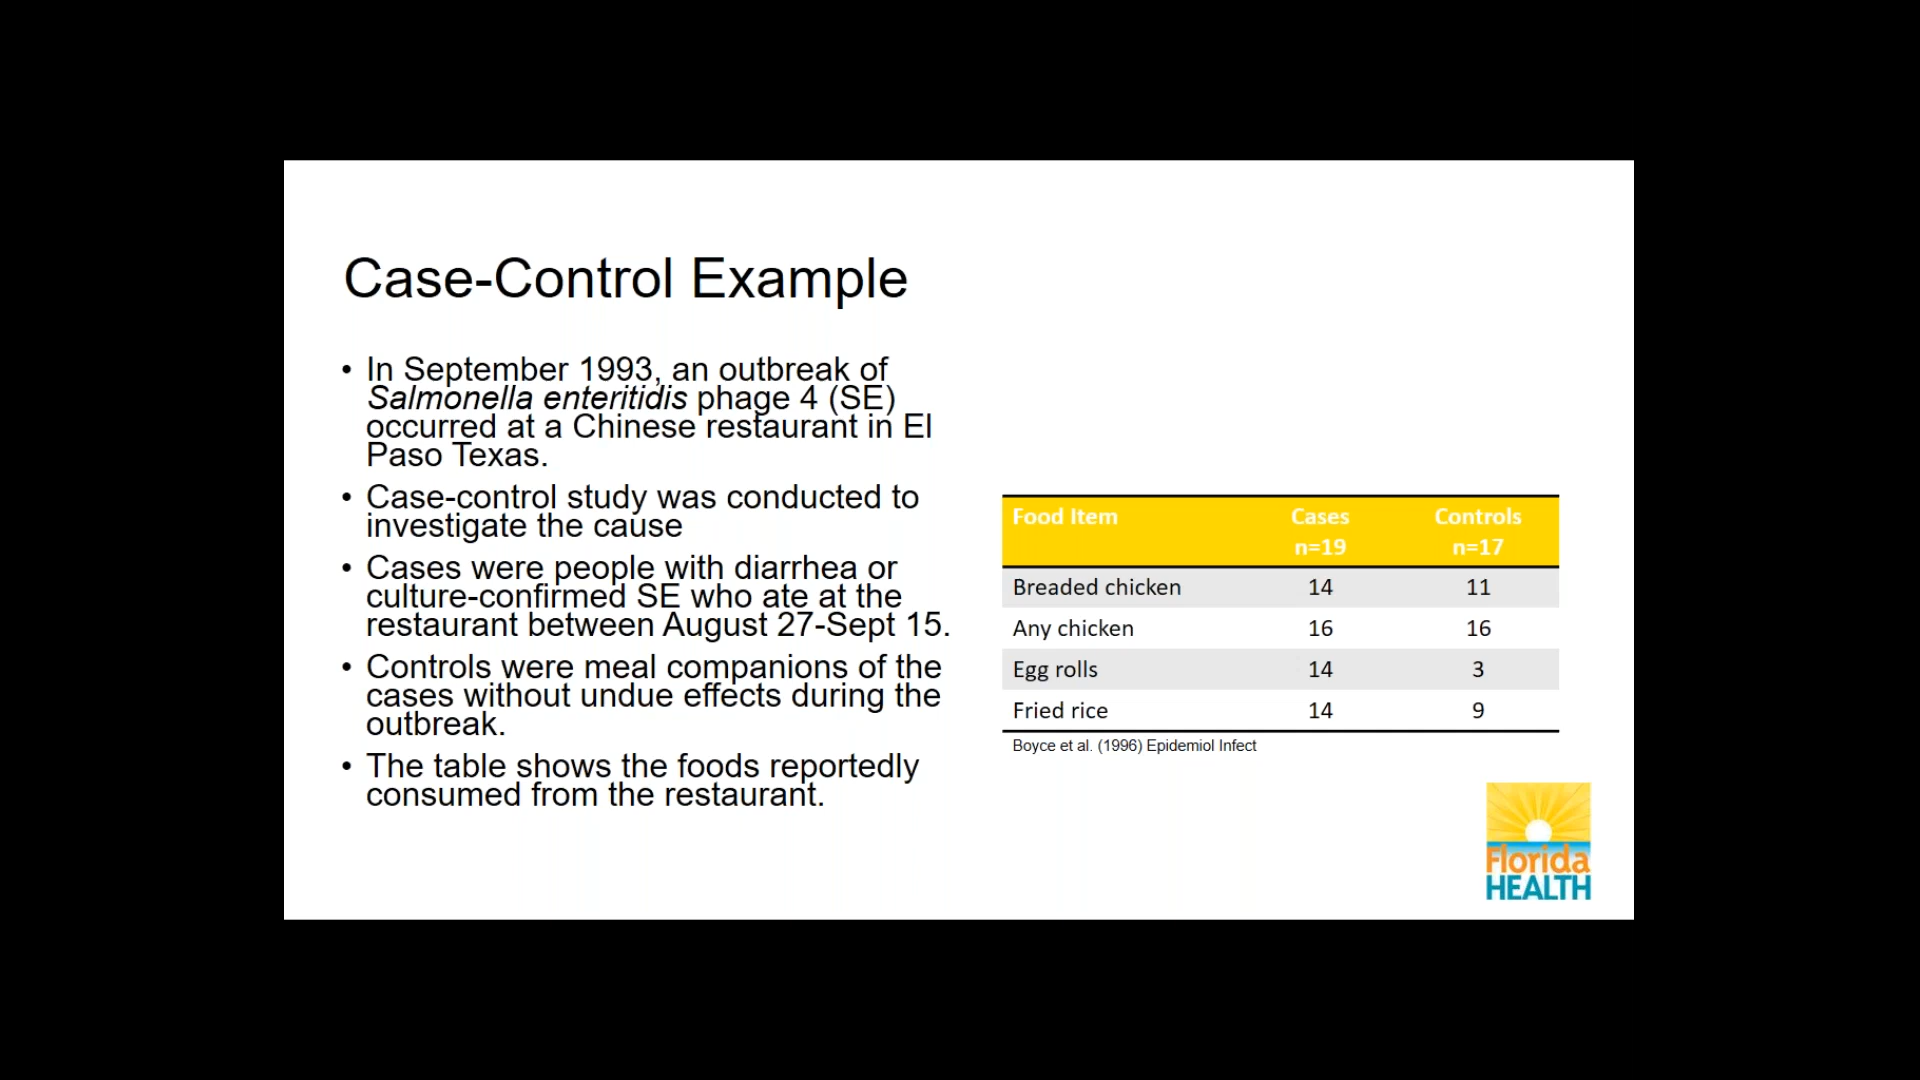 Case-Control Example
• In September 1993, an outbreak of
Salmonella enteritidis phage 4 (SE)
occurred at a Chinese restaurant in El
Paso Texas.
• Case-control study was conducted to
investigate the cause
• Cases were people with diarrhea or
culture-confirmed SE who ate at the
restaurant between August 27-Sept 15.
• Controls were meal companions of the
cases without undue effects during the
outbreak.
• The table shows the foods reportedly
consumed from the restaurant.
Food Item Cases Controls
n=19 n=17
Breaded chicken 14 11
Any chicken 16 16
Egg rolls 14 3
Fried rice 14 9
Boyce et al. (1996) Epidemiol Infect
Florida
HEALTH